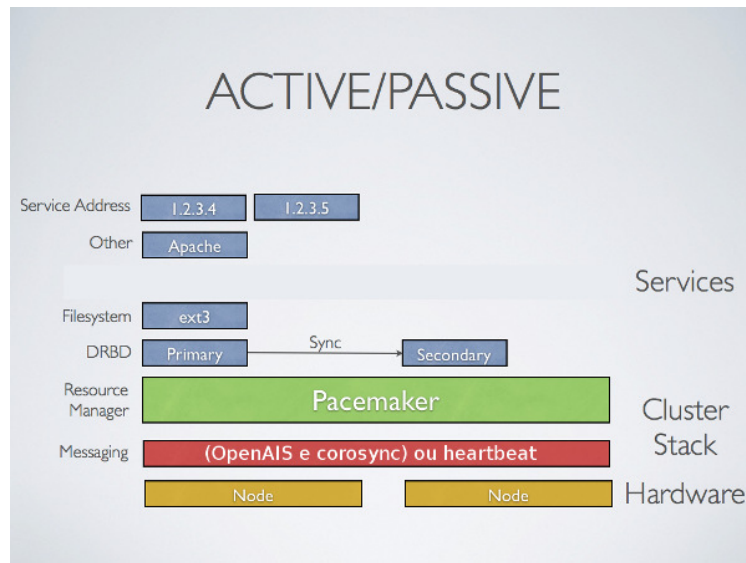 ACTIVE/PASSIVE
Service Address
1.2.3.4
1.2.3.5
Other
Apache
Services
Filesystem
ext3
DRBD
Primary
Sync
Secondary
Resource
Manager
Pacemaker
Cluster
Stack
Messaging
(OpenAIS e corosync) ou heartbeat
Node
Node
Hardware